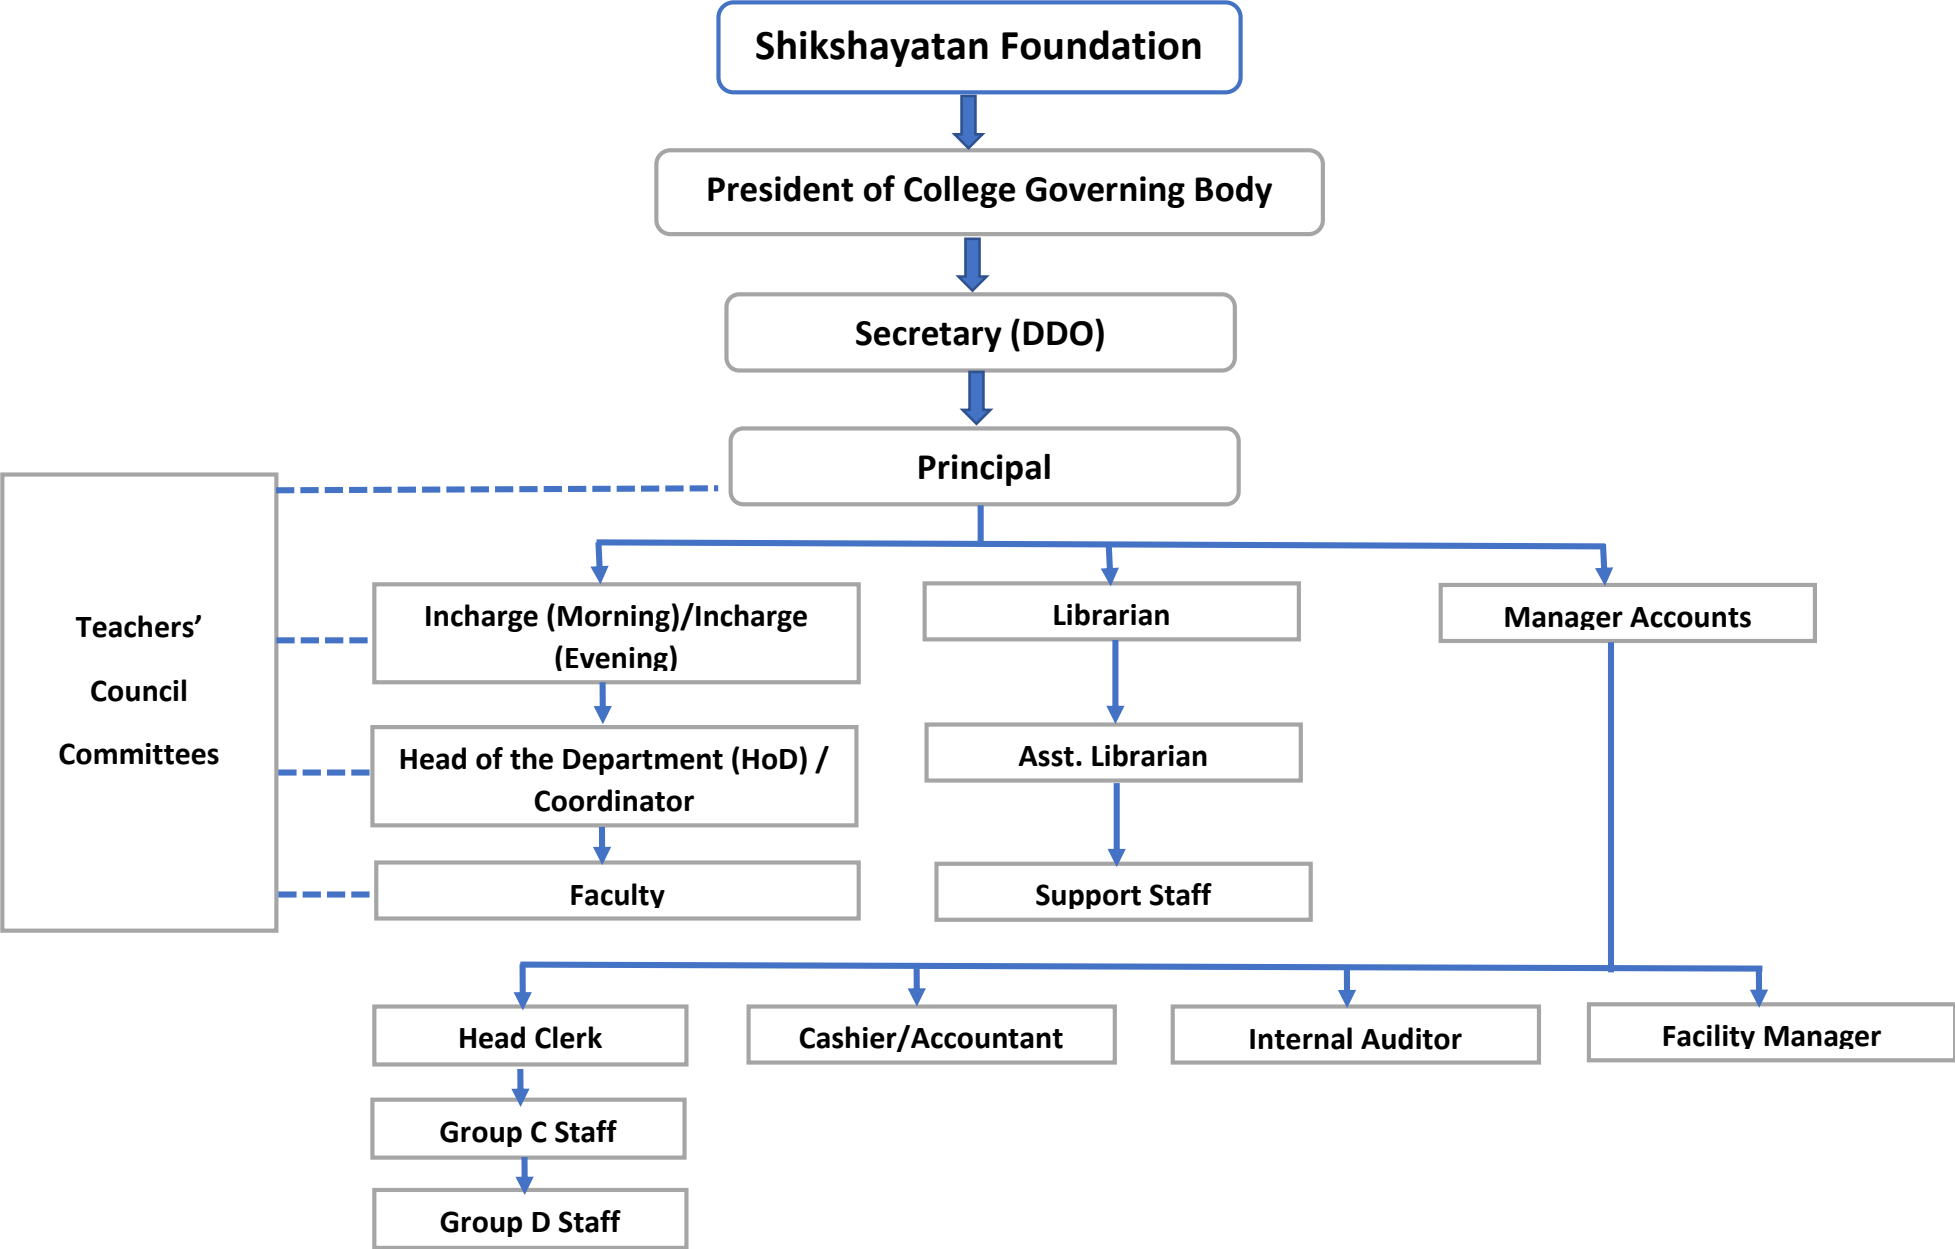 Shikshayatan Foundation
President of College Governing Body
Secretary (DDO)
Principal
Teachers’
Council
Committees
Incharge (Morning)/Incharge
(Evening)
Librarian
Manager Accounts
Head of the Department (HoD) /
Coordinator
Asst. Librarian
Faculty
Support Staff
Head Clerk
Cashier/Accountant
Internal Auditor
Facility Manager
Group C Staff
Group D Staff